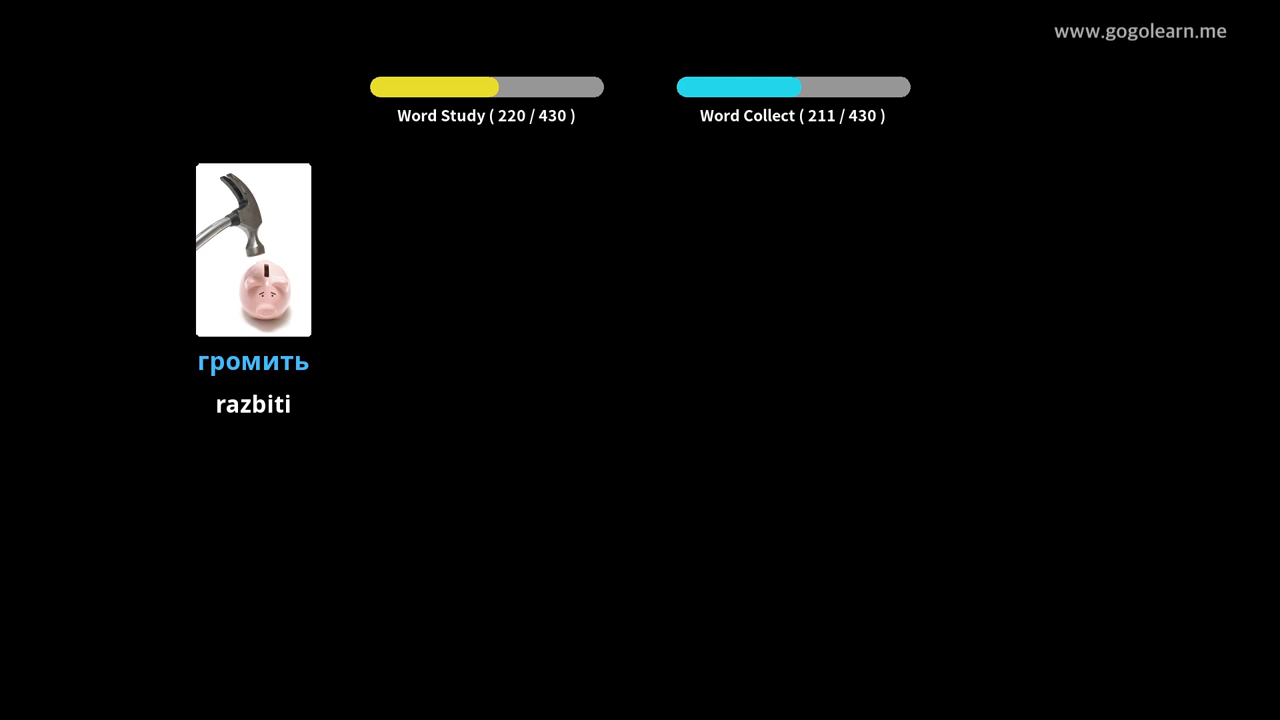 www.gogolearn.me
Word Study ( 220 / 430 )
Word Collect ( 211 / 430 )
громить
razbiti